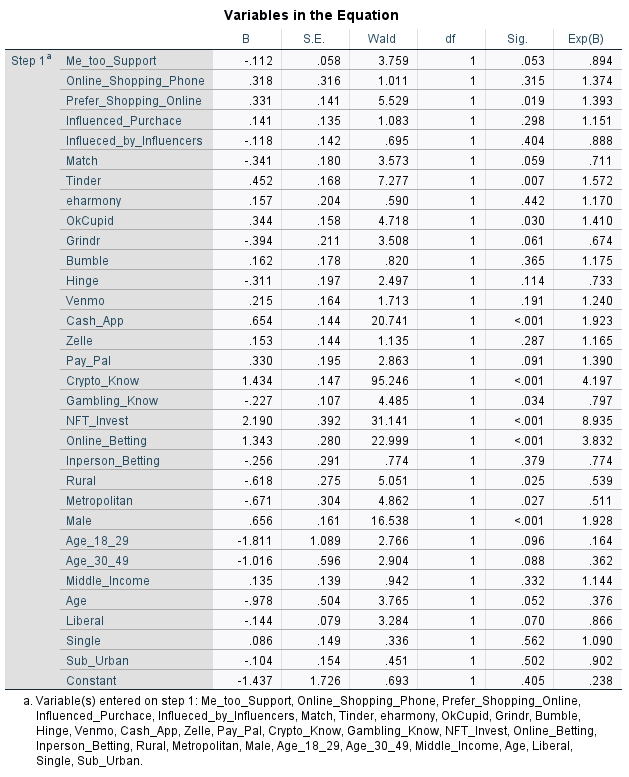 Variables in the Equation
B S.E. Wald df Sig. Exp(B)
Step 1a Me_too_Support -.112 .058 3.759 1 .053 .894
Online_Shopping_Phone .318 .316 1.011 1 .315 1.374
Prefer_Shopping_Online .331 .141 5.529 1 .019 1.393
Influenced_Purchace .141 .135 1.083 1 .298 1.151
Influeced_by_Influencers -.118 .142 .695 1 .404 .888
Match -.341 .180 3.573 1 .059 .711
Tinder .452 .168 7.277 1 .007 1.572
eharmony .157 .204 .590 1 .442 1.170
OkCupid .344 .158 4.718 1 .030 1.410
Grindr -.394 .211 3.508 1 .061 .674
Bumble .162 .178 .820 1 .365 1.175
Hinge -.311 .197 2.497 1 .114 .733
Venmo .215 .164 1.713 1 .191 1.240
Cash_App .654 .144 20.741 1 <.001 1.923
Zelle .153 .144 1.135 1 .287 1.165
Pay_Pal .330 .195 2.863 1 .091 1.390
Crypto_Know 1.434 .147 95.246 1 <.001 4.197
Gambling_Know -.227 .107 4.485 1 .034 .797
NFT_Invest 2.190 .392 31.141 1 <.001 8.935
Online_Betting 1.343 .280 22.999 1 <.001 3.832
Inperson_Betting -.256 .291 .774 1 .379 .774
Rural -.618 .275 5.051 1 .025 .539
Metropolitan -.671 .304 4.862 1 .027 .511
Male .656 .161 16.538 1 <.001 1.928
Age_18_29 -1.811 1.089 2.766 1 .096 .164
Age_30_49 -1.016 .596 2.904 1 .088 .362
Middle_Income .135 .139 .942 1 .332 1.144
Age -.978 .504 3.765 1 .052 .376
Liberal -.144 .079 3.284 1 .070 .866
Single .086 .149 .336 1 .562 1.090
Sub_Urban -.104 .154 .451 1 .502 .902
Constant -1.437 1.726 .693 1 .405 .238
a. Variable(s) entered on step 1: Me_too_Support, Online_Shopping_Phone, Prefer_Shopping_Online,
Influenced_Purchace, Influeced_by_Influencers, Match, Tinder, eharmony, OkCupid, Grindr, Bumble,
Hinge, Venmo, Cash_App, Zelle, Pay_Pal, Crypto_Know, Gambling_Know, NFT_Invest, Online_Betting,
Inperson_Betting, Rural, Metropolitan, Male, Age_18_29, Age_30_49, Middle_Income, Age, Liberal,
Single, Sub_Urban.